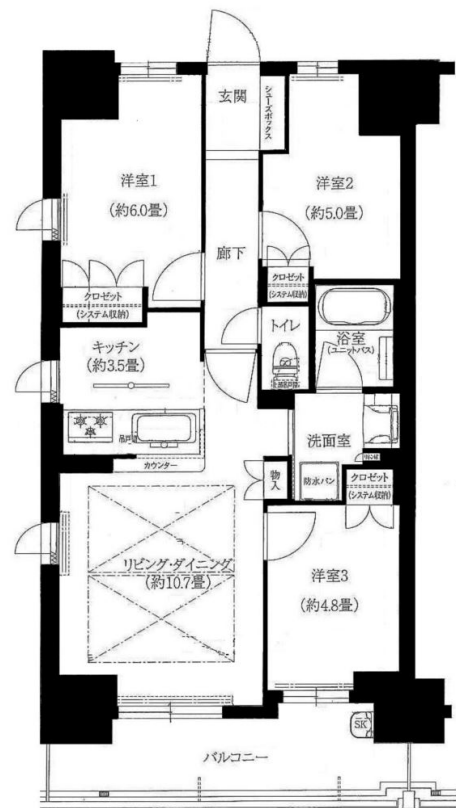 玄関
シューズボックス
洋室1
(約6.0畳)
洋室2
(約5.0畳)
廊下
クロゼット
(システム収納)
クロゼット
(システム収納)
トイレ
浴室
(ユニットバス)
キッチン
(約3.5畳)
吊戸棚
カウンター
洗面室
物入
防水パン
クロゼット
(システム収納)
リビング・ダイニング
(約10.7畳)
洋室3
(約4.8畳)
SK
バルコニー